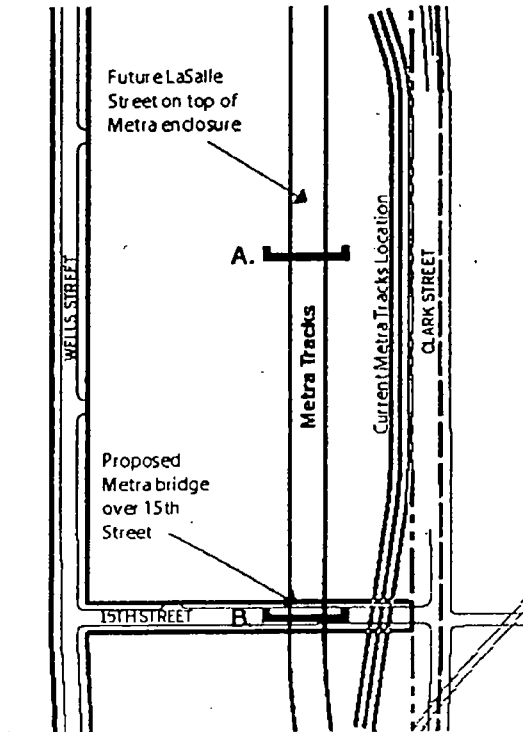 Future LaSalle
Street on top of
Metra enclosure
A.
WELLS STREET
Metra Tracks
Current Metra Tracks Location
CLARK STREET
Proposed
Metra bridge
over 15th
Street
15TH STREET
B.